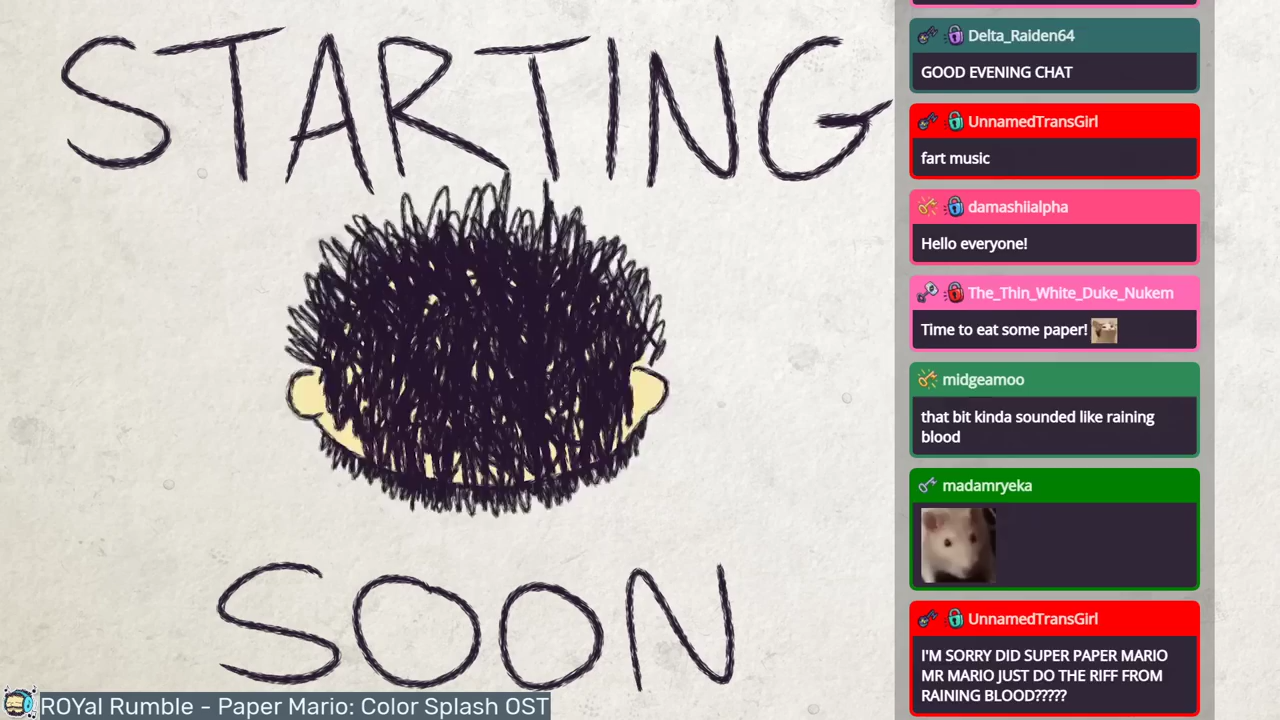 STARTING
SOON
Delta_Raiden64
GOOD EVENING CHAT
UnnamedTransGirl
fart music
damashiialpha
Hello everyone!
The_Thin_White_Duke_Nukem
Time to eat some paper!
midgeamoo
that bit kinda sounded like raining
blood
madamryeka
UnnamedTransGirl
I'M SORRY DID SUPER PAPER MARIO
MR MARIO JUST DO THE RIFF FROM
RAINING BLOOD?????
ROYal Rumble - Paper Mario: Color Splash OST